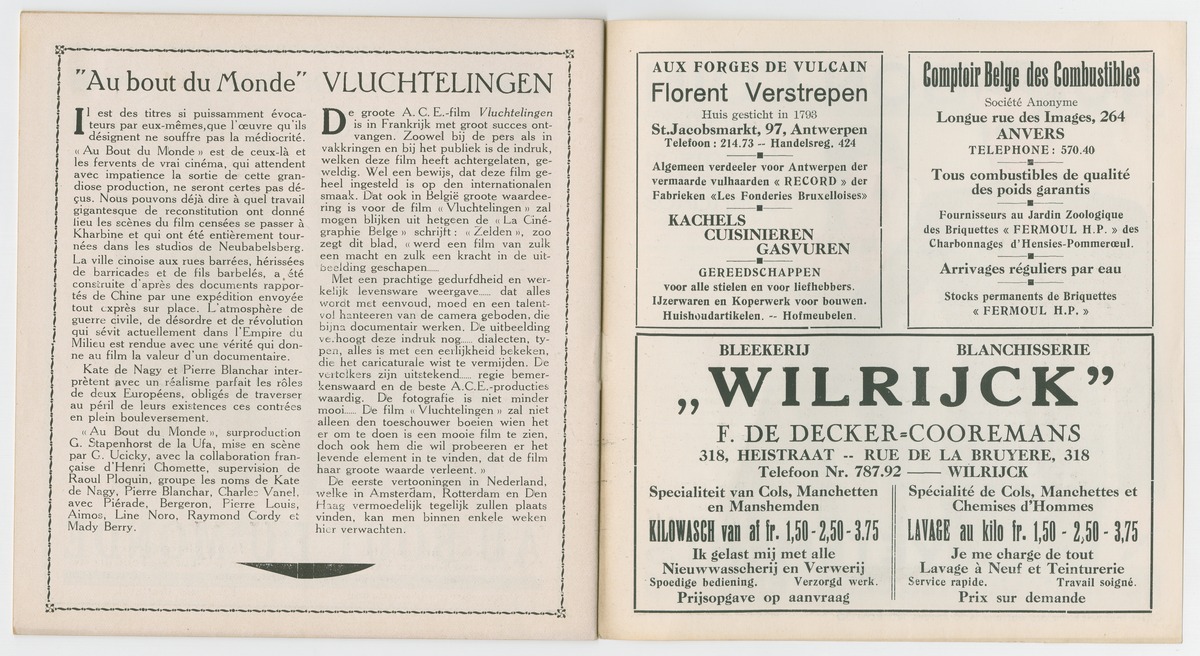 "Au bout du Monde"
Il est des titres si puissamment évoca-
teurs par eux-mêmes,que l'œuvre qu'ils
désignent ne souffre pas la médiocrité.
« Au Bout du Monde » est de ceux-là et
les fervents de vrai cinéma, qui attendent
avec impatience la sortie de cette gran-
diose production, ne seront certes pas dé-
çus. Nous pouvons déjà dire à quel travail
gigantesque de reconstitution ont donné
lieu les scènes du film censées se passer à
Kharbine et qui ont été entièrement tour-
nées dans les studios de Neubabelsberg.
La ville cinoise aux rues barrées, hérissées
de barricades et de fils barbelés, a été
construite d'après des documents rappor-
tés de Chine par une expédition envoyée
tout exprès sur place. L'atmosphère de
guerre civile, de désordre et de révolution
qui sévit actuellement dans l'Empire du
Milieu est rendue avec une vérité qui don-
ne au film la valeur d'un documentaire.
Kate de Nagy et Pierre Blanchar inter-
prètent avec un réalisme parfait les rôles
de deux Européens, obligés de traverser
au péril de leurs existences ces contrées
en plein bouleversement.
« Au Bout du Monde », surproduction
G. Stapenhorst de la Ufa, mise en scène
par G. Ucicky, avec la collaboration fran-
çaise d'Henri Chomette, supervision de
Raoul Ploquin, groupe les noms de Kate
de Nagy, Pierre Blanchar, Charles Vanel,
avec Piérade, Bergeron, Pierre Louis,
Aimos, Line Noro, Raymond Cordy et
Mady Berry.
VLUCHTELINGEN
De groote A. C. E.-film Vluchtelingen
is in Frankrijk met groot succes ont-
vangen. Zoowel bij de pers als in
vakkringen en bij het publiek is de indruk,
welken deze film heeft achtergelaten, ge-
weldig. Wel een bewijs, dat deze film ge-
heel ingesteld is op den internationalen
smaak. Dat ook in België groote waardee-
ring is voor de film « Vluchtelingen » zal
mogen blijken uit hetgeen de « La Ciné-
graphie Belge » schrijft : « Zelden », zoo
zegt dit blad, « werd een film van zulk
een macht en zulk een kracht in de uit-
beelding geschapen.....
Met een prachtige gedurfdheid en wer-
kelijk levensware weergave..... dat alles
wordt met eenvoud, moed en een talent-
vol hanteeren van de camera geboden, die
bijna documentair werken. De uitbeelding
verhoogt deze indruk nog..... dialecten, ty-
pen, alles is met een eerlijkheid bekeken,
die het caricaturale wist te vermijden. De
vertolkers zijn uitstekend..... regie bemer-
kenswaard en de beste A.C.E.-producties
waardig. De fotografie is niet minder
mooi..... De film « Vluchtelingen » zal niet
alleen den toeschouwer boeien wien het
er om te doen is een mooie film te zien,
doch ook hem die wil probeeren er het
levende element in te vinden, dat de film
haar groote waarde verleent. »
De eerste vertooningen in Nederland,
welke in Amsterdam, Rotterdam en Den
Haag vermoedelijk tegelijk zullen plaats
vinden, kan men binnen enkele weken
hier verwachten.
AUX FORGES DE VULCAIN
Florent Verstrepen
Huis gesticht in 1793
St.Jacobsmarkt, 97, Antwerpen
Telefoon : 214.73 -- Handelsreg. 424
Algemeen verdeeler voor Antwerpen der
vermaarde vulhaarden « RECORD » der
Fabrieken «Les Fonderies Bruxelloises»
KACHELS
CUISINIEREN
GASVUREN
GEREEDSCHAPPEN
voor alle stielen en voor liefhebbers.
IJzerwaren en Koperwerk voor bouwen.
Huishoudartikelen. -- Hofmeubelen.
Comptoir Belge des Combustibles
Société Anonyme
Longue rue des Images, 264
ANVERS
TELEPHONE : 570.40
Tous combustibles de qualité
des poids garantis
Fournisseurs au Jardin Zoologique
des Briquettes « FERMOUL H.P. » des
Charbonnages d'Hensies-Pommerœul.
Arrivages réguliers par eau
Stocks permanents de Briquettes
« FERMOUL H.P. »
BLEEKERIJ BLANCHISSERIE
„WILRIJCK”
F. DE DECKER=COOREMANS
318, HEISTRAAT -- RUE DE LA BRUYERE, 318
Telefoon Nr. 787.92 —— WILRIJCK
Specialiteit van Cols, Manchetten
en Manshemden
KILOWASCH van af fr. 1,50 - 2,50 - 3.75
Ik gelast mij met alle
Nieuwwasscherij en Verwerij
Spoedige bediening. Verzorgd werk.
Prijsopgave op aanvraag
Spécialité de Cols, Manchettes et
Chemises d'Hommes
LAVAGE au kilo fr. 1,50 - 2,50 - 3,75
Je me charge de tout
Lavage à Neuf et Teinturerie
Service rapide. Travail soigné.
Prix sur demande